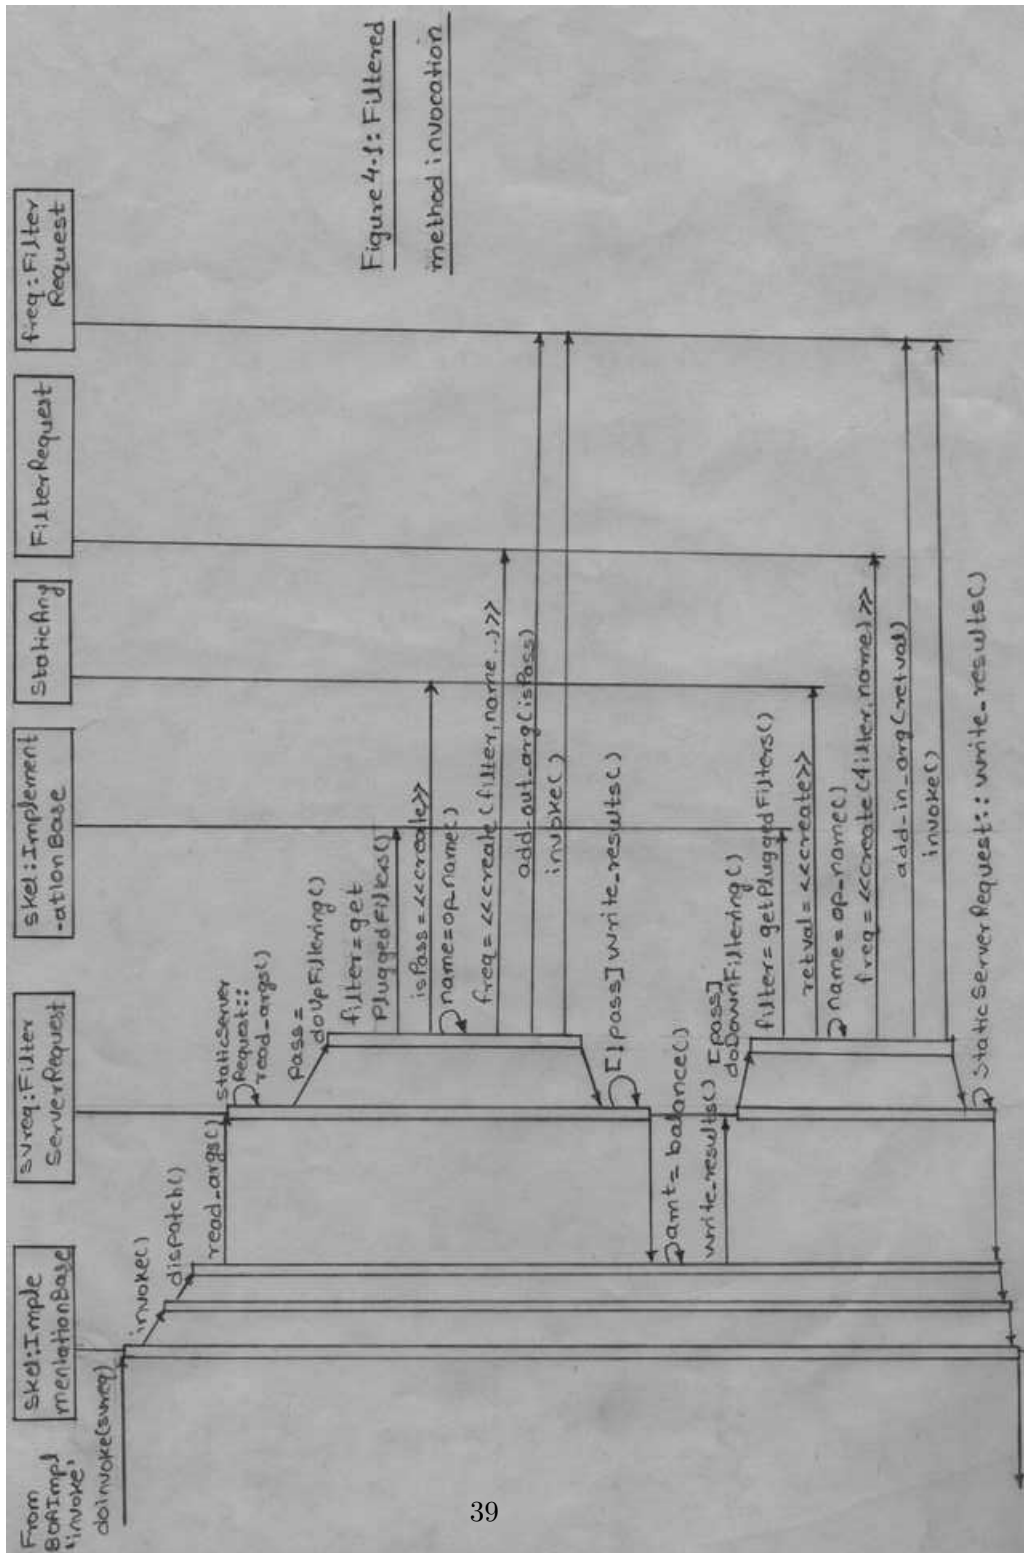 From
BOAImpl
'invoke'
doinvoke(svreq)
skel:Imple
mentationBase
svreq:Filter
ServerRequest
skel:Implement
-ationBase
StaticAny
FilterRequest
freq:Filter
Request
invoke()
dispatch()
read_args()
StaticServer
Request::
read_args()
pass=
doUpFiltering()
filter=get
PluggedFilters()
isPass=<<create>>
name=op_name()
freq=<<create(filter,name..)>>
add_out_arg(isPass)
invoke()
[!pass]write_results()
amt=balance()
write_results()
[pass]
doDownFiltering()
filter=getPluggedFilters()
retval=<<create>>
name=op_name()
freq=<<create(filter,name)>>
add_in_arg(retval)
invoke()
StaticServerRequest::write_results()
Figure 4.1: Filtered
method invocation
39